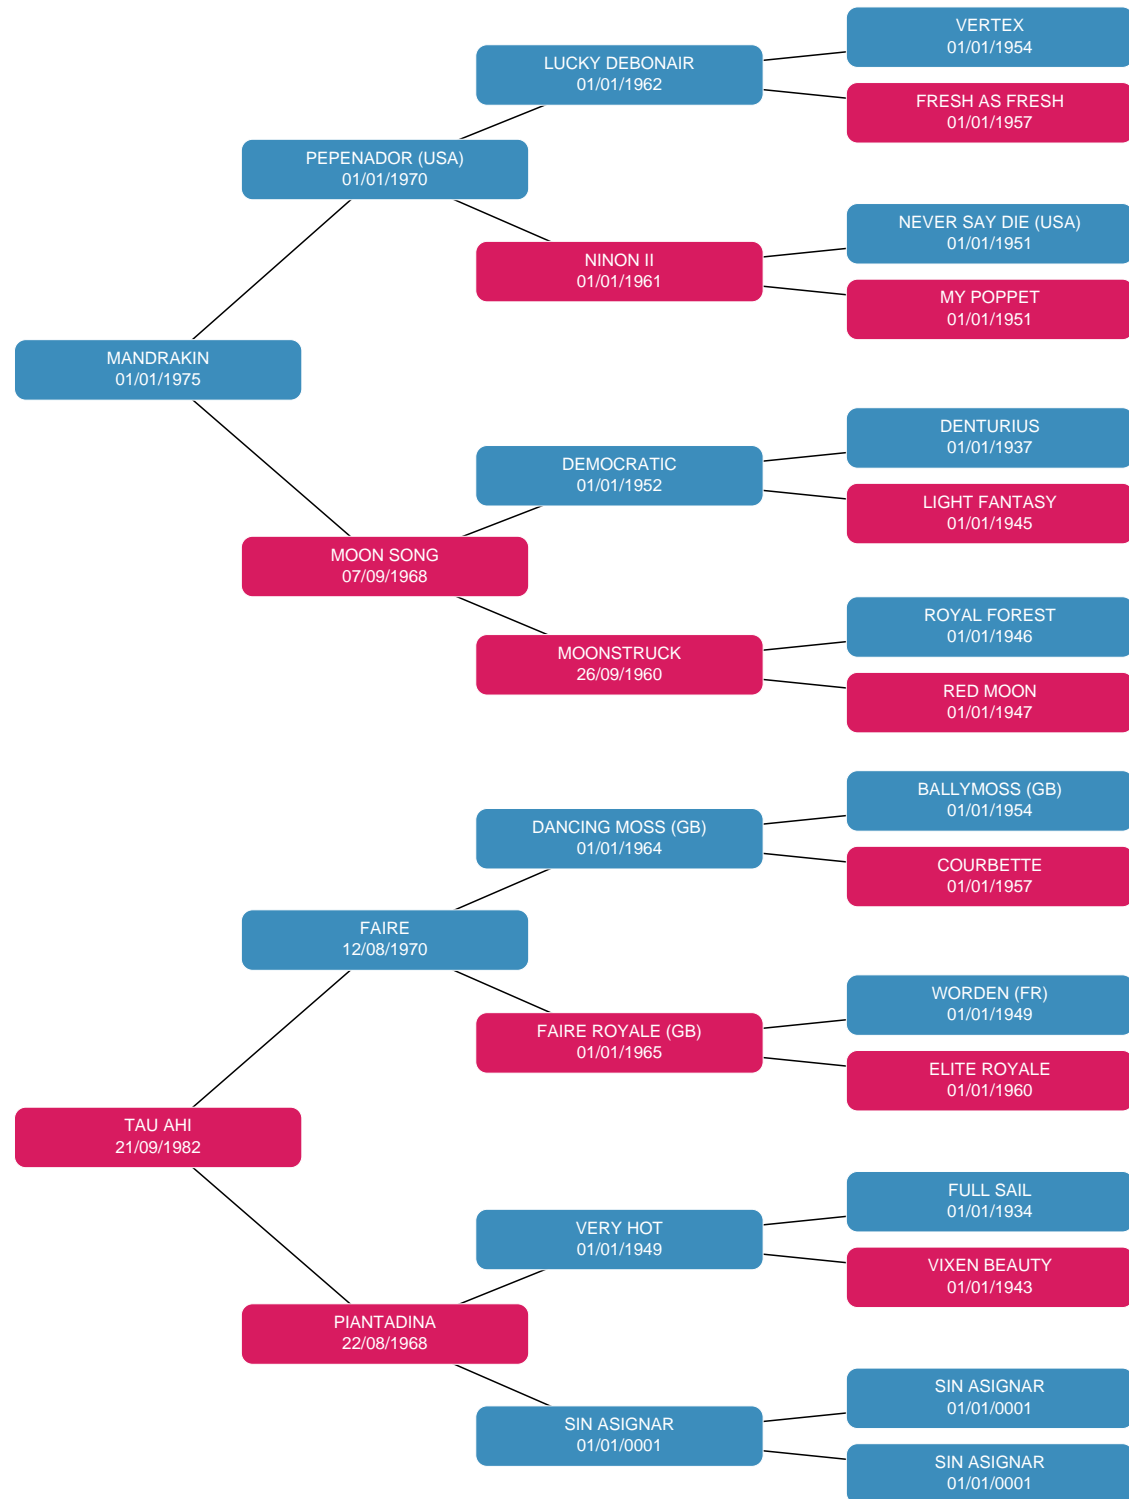 VERTEX
01/01/1954
LUCKY DEBONAIR
01/01/1962
FRESH AS FRESH
01/01/1957
PEPENADOR (USA)
01/01/1970
NEVER SAY DIE (USA)
01/01/1951
NINON II
01/01/1961
MY POPPET
01/01/1951
MANDRAKIN
01/01/1975
DENTURIUS
01/01/1937
DEMOCRATIC
01/01/1952
LIGHT FANTASY
01/01/1945
MOON SONG
07/09/1968
ROYAL FOREST
01/01/1946
MOONSTRUCK
26/09/1960
RED MOON
01/01/1947
BALLYMOSS (GB)
01/01/1954
DANCING MOSS (GB)
01/01/1964
COURBETTE
01/01/1957
FAIRE
12/08/1970
WORDEN (FR)
01/01/1949
FAIRE ROYALE (GB)
01/01/1965
ELITE ROYALE
01/01/1960
TAU AHI
21/09/1982
FULL SAIL
01/01/1934
VERY HOT
01/01/1949
VIXEN BEAUTY
01/01/1943
PIANTADINA
22/08/1968
SIN ASIGNAR
01/01/0001
SIN ASIGNAR
01/01/0001
SIN ASIGNAR
01/01/0001